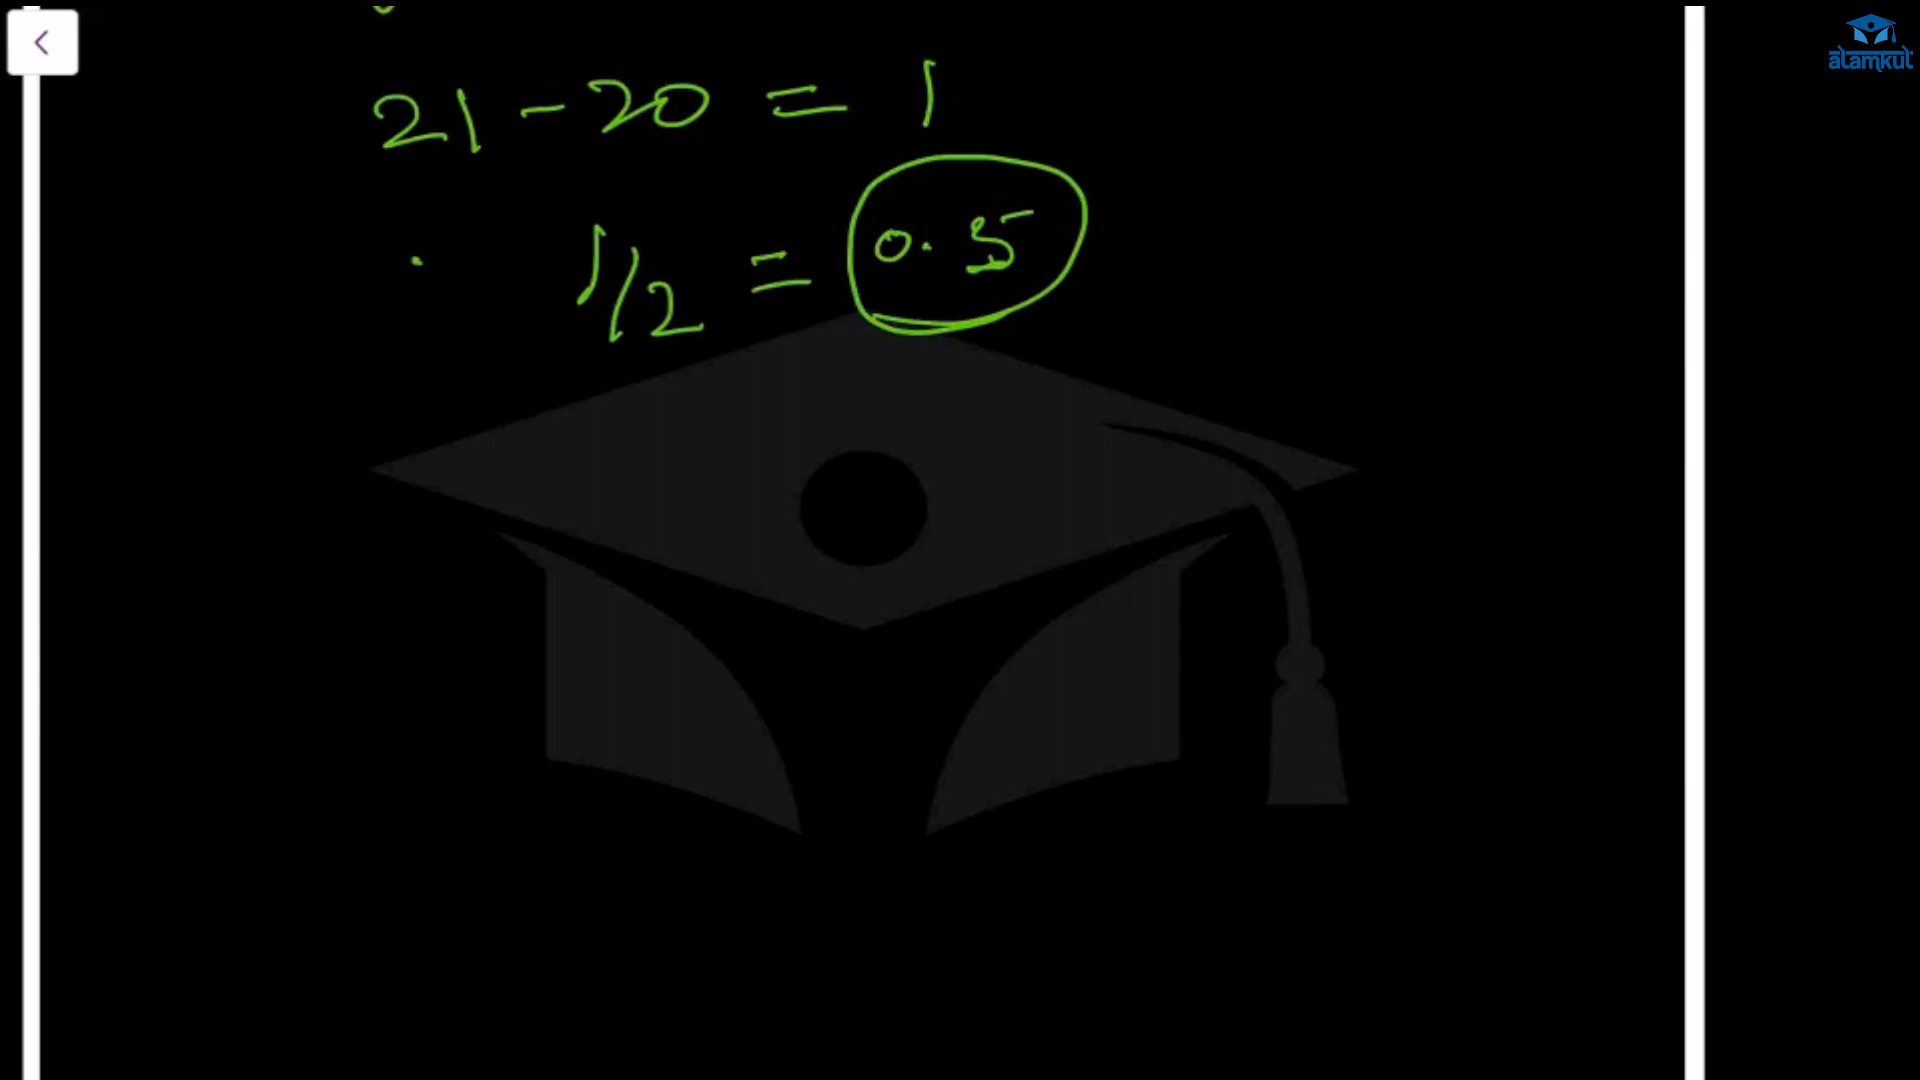 alamkul
21 - 20 = 1
1/2 = 0.5